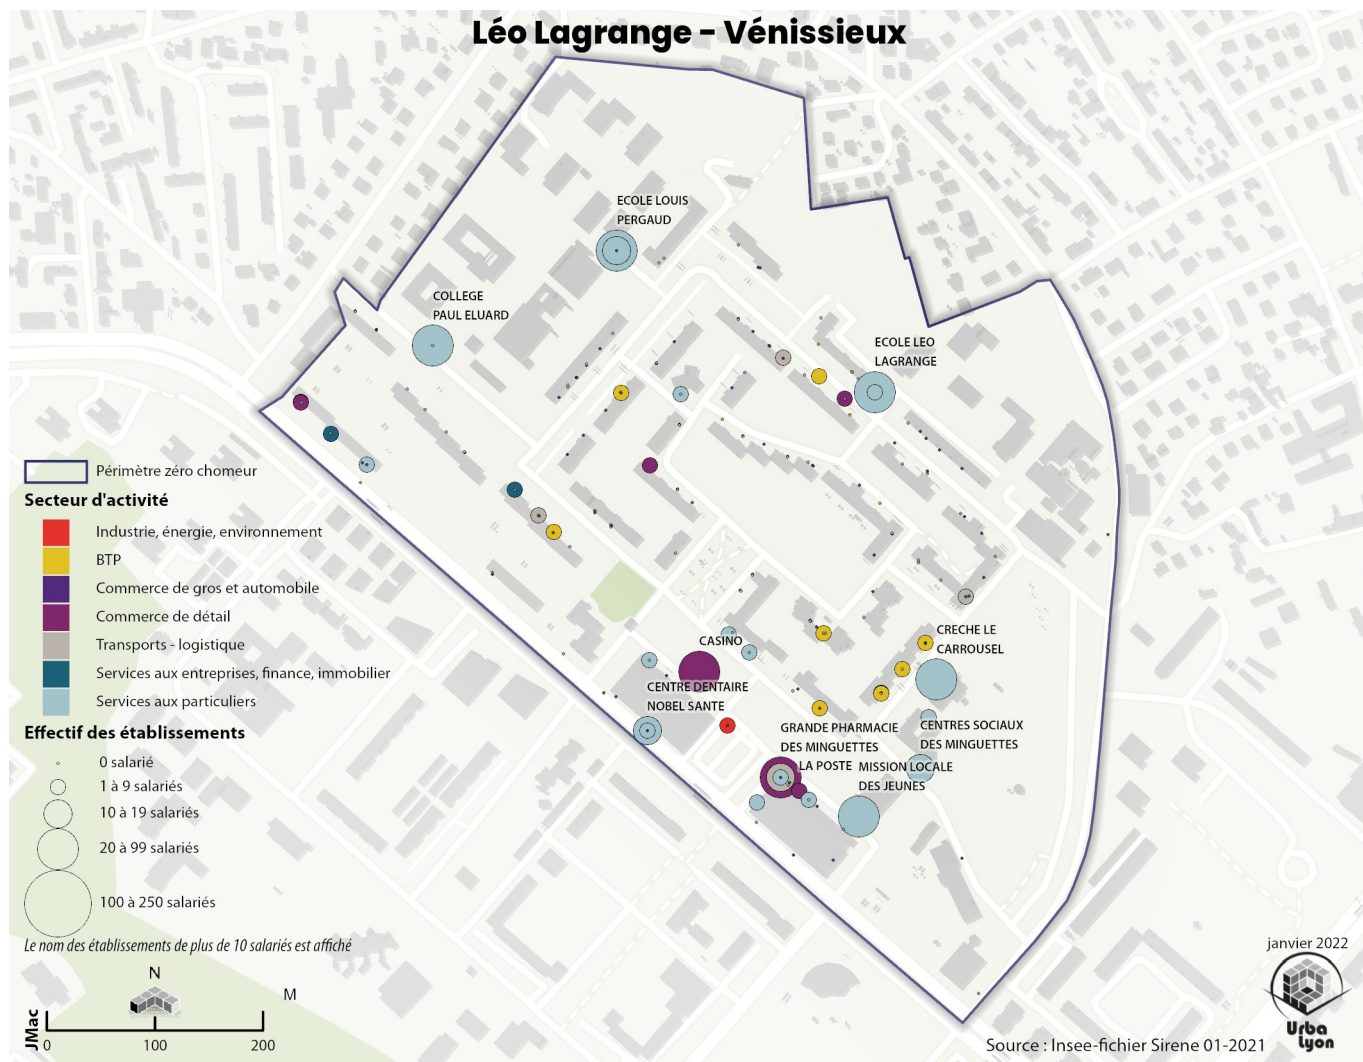 Léo Lagrange - Vénissieux
ECOLE LOUIS
PERGAUD
COLLEGE
PAUL ELUARD
ECOLE LEO
LAGRANGE
CASINO
CENTRE DENTAIRE
NOBEL SANTE
CRECHE LE
CARROUSEL
CENTRES SOCIAUX
DES MINGUETTES
GRANDE PHARMACIE
DES MINGUETTES
LA POSTE
MISSION LOCALE
DES JEUNES
Périmètre zéro chomeur
Secteur d'activité
Industrie, énergie, environnement
BTP
Commerce de gros et automobile
Commerce de détail
Transports - logistique
Services aux entreprises, finance, immobilier
Services aux particuliers
Effectif des établissements
0 salarié
1 à 9 salariés
10 à 19 salariés
20 à 99 salariés
100 à 250 salariés
Le nom des établissements de plus de 10 salariés est affiché
N
M
JMac
0 100 200
janvier 2022
Urba
Lyon
Source : Insee-fichier Sirene 01-2021